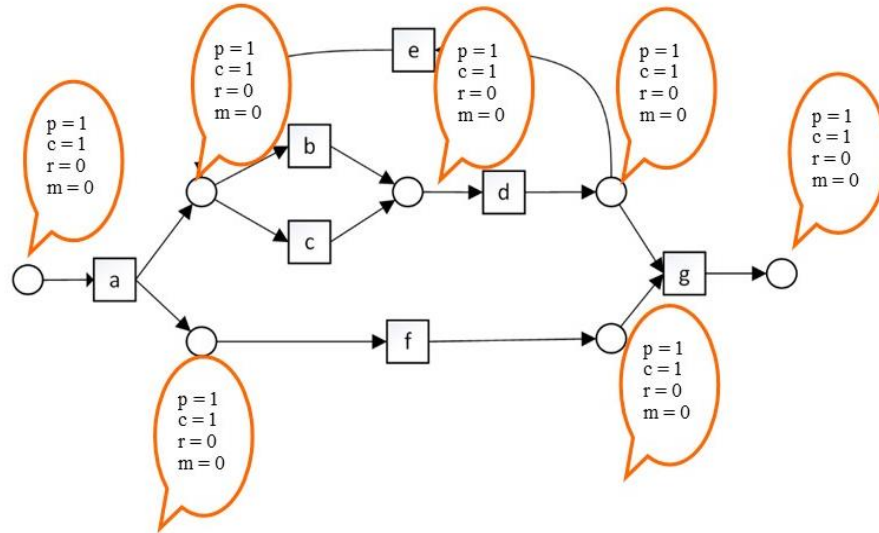 p = 1
c = 1
r = 0
m = 0
p = 1
c = 1
r = 0
m = 0
e
p = 1
c = 1
r = 0
m = 0
p = 1
c = 1
r = 0
m = 0
p = 1
c = 1
r = 0
m = 0
b
d
c
a
g
f
p = 1
c = 1
r = 0
m = 0
p = 1
c = 1
r = 0
m = 0